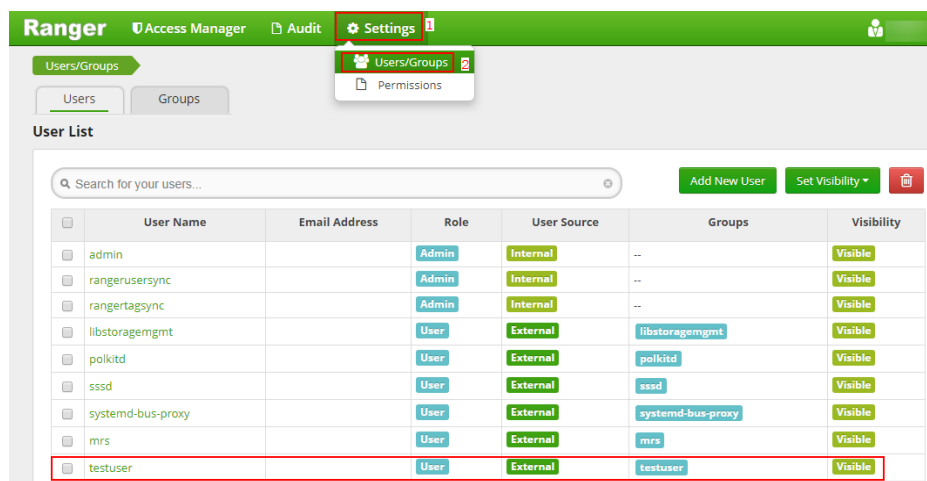 Ranger Access Manager Audit Settings 1
Users/Groups Users/Groups 2
Permissions
Users Groups
User List
Search for your users... Add New User Set Visibility
User Name Email Address Role User Source Groups Visibility
admin Admin Internal -- Visible
rangerusersync Admin Internal -- Visible
rangertagsync Admin Internal -- Visible
libstoragemgmt User External libstoragemgmt Visible
polkitd User External polkitd Visible
sssd User External sssd Visible
systemd-bus-proxy User External systemd-bus-proxy Visible
mrs User External mrs Visible
testuser User External testuser Visible